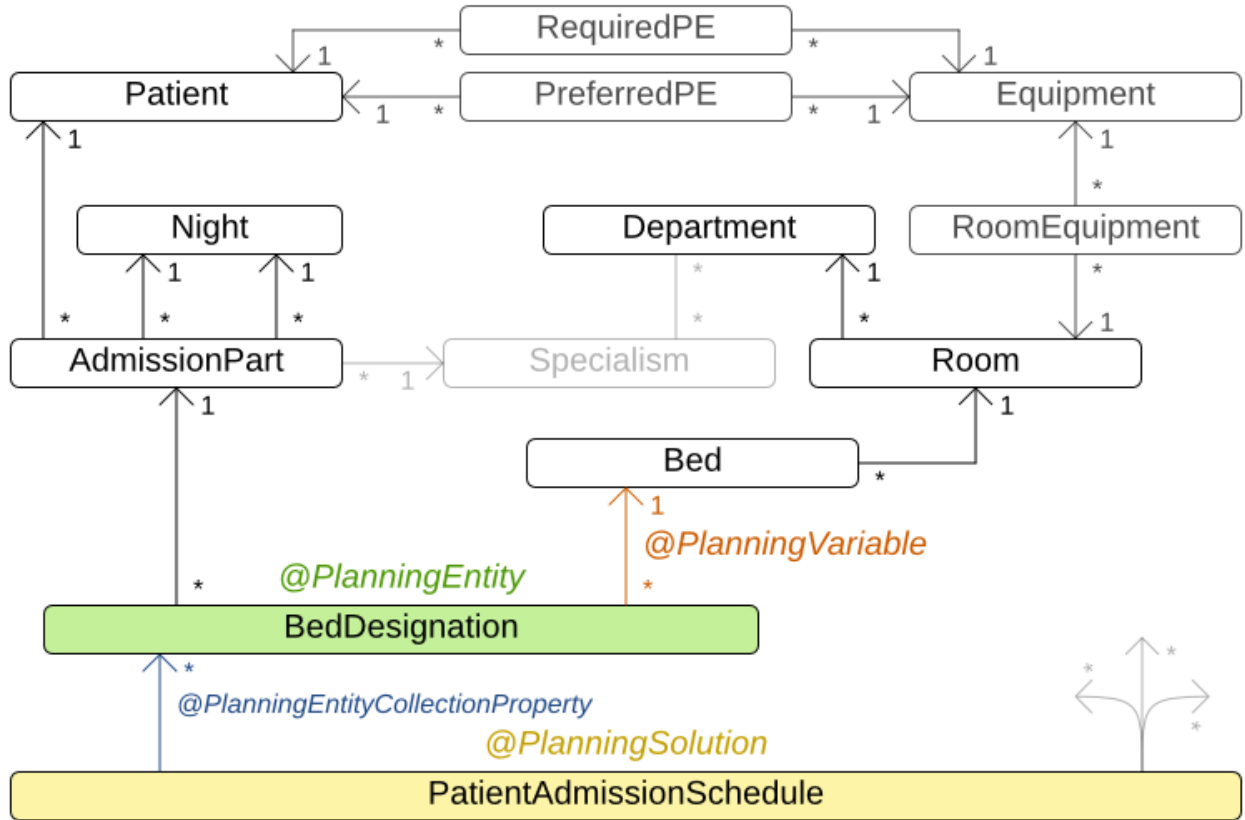 RequiredPE
* *
1 1
Patient PreferredPE Equipment
1 * * 1
1 1
*
Night Department RoomEquipment
1 1 * 1 *
* * * * * 1
AdmissionPart Specialism Room
* 1
1 1
Bed
*
1
@PlanningVariable
@PlanningEntity
* *
BedDesignation
*
* *
@PlanningEntityCollectionProperty
*
@PlanningSolution
PatientAdmissionSchedule